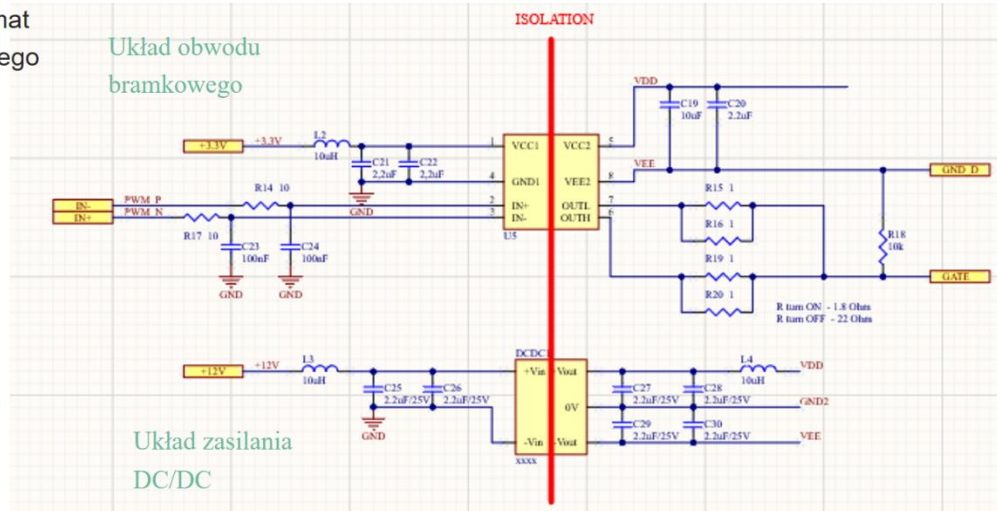 nat
ego
Układ obwodu
bramkowego
ISOLATION
VDD
C19
10uF
C20
2.2uF
+3.3V
+3.3V
L2
10uH
C21
2,2uF
C22
2,2uF
GND
1
4
2
3
VCC1
GND1
IN+
IN-
U5
VCC2
VEE2
OUTL
OUTH
5
8
7
6
VEE
GND_D
IN-
IN+
PWM_P
PWM_N
R14 10
R17 10
C23
100nF
C24
100nF
GND
GND
R15 1
R16 1
R19 1
R20 1
R18
10k
GATE
R turn ON - 1.8 Ohm
R turn OFF - 22 Ohm
+12V
+12V
L3
10uH
C25
2.2uF/25V
C26
2.2uF/25V
GND
DCDC1
+Vin
-Vin
Vout
0V
-Vout
xxxx
C27
2.2uF/25V
C28
2.2uF/25V
C29
2.2uF/25V
C30
2.2uF/25V
L4
10uH
VDD
GND2
VEE
Układ zasilania
DC/DC